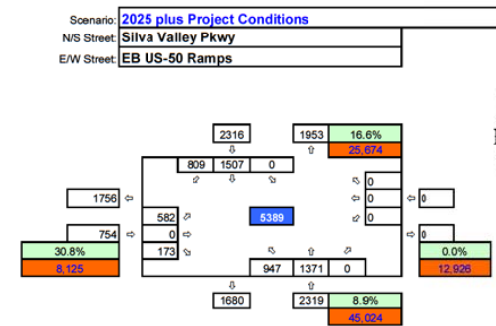 Scenario: 2025 plus Project Conditions
N/S Street: Silva Valley Pkwy
E/W Street: EB US-50 Ramps
2316 1953 16.6%
25,674
809 1507 0
0
1756 0 0
582 5389 0
754 0 0
30.8% 173 0.0%
8,125 947 1371 0 12,926
1680 2319 8.9%
45,024